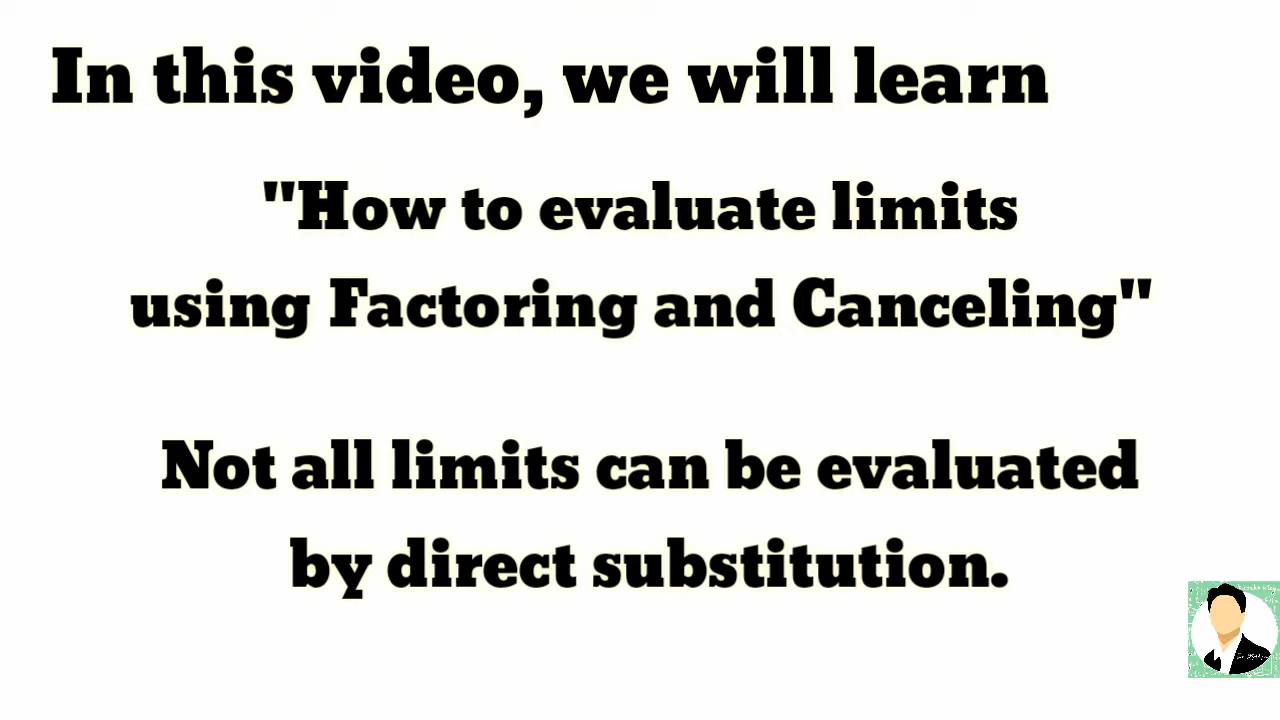 In this video, we will learn
"How to evaluate limits
using Factoring and Canceling"
Not all limits can be evaluated
by direct substitution.